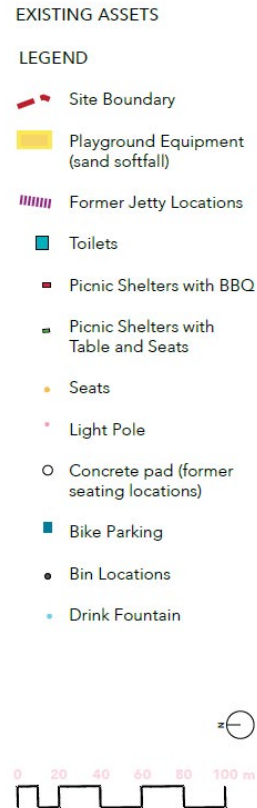 EXISTING ASSETS
LEGEND
Site Boundary
Playground Equipment
(sand softfall)
Former Jetty Locations
Toilets
Picnic Shelters with BBQ
Picnic Shelters with
Table and Seats
Seats
Light Pole
Concrete pad (former
seating locations)
Bike Parking
Bin Locations
Drink Fountain
N
0 20 40 60 80 100 m